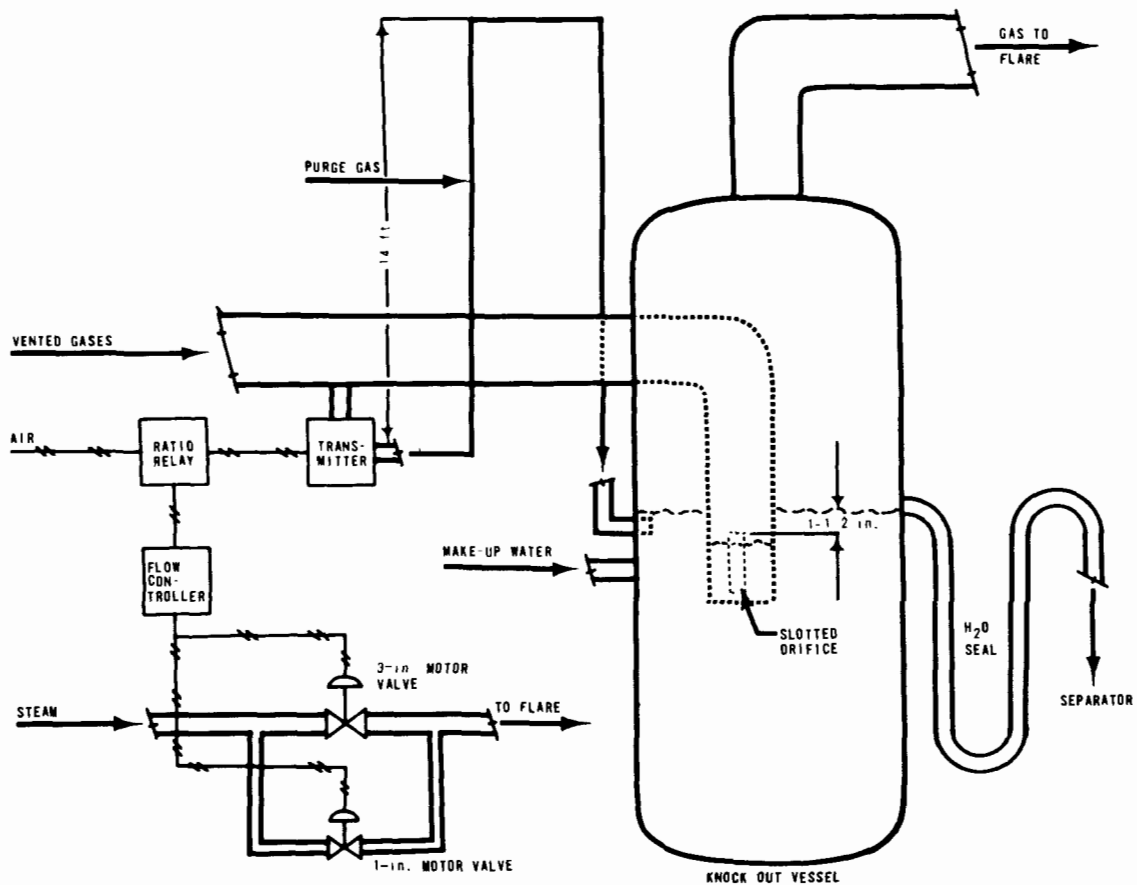 GAS TO
FLARE
PURGE GAS
14 ft
VENTED GASES
AIR
RATIO
RELAY
TRANS-
MITTER
1-1/2 in.
MAKE-UP WATER
FLOW
CON-
TROLLER
SLOTTED
ORIFICE
H2O
SEAL
3-in. MOTOR
VALVE
STEAM
TO FLARE
SEPARATOR
1-in. MOTOR VALVE
KNOCK OUT VESSEL